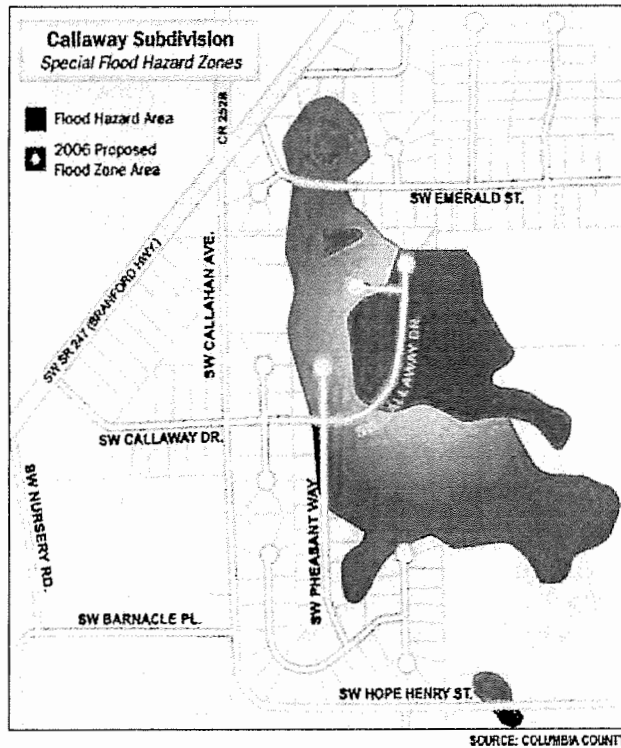 Callaway Subdivision
Special Flood Hazard Zones
Flood Hazard Area
2006 Proposed
Flood Zone Area
CR 252B
SW EMERALD ST.
SW SR 247 (BRANFORD HWY.)
SW CALLAHAN AVE.
CALLAWAY DR.
SW CALLAWAY DR.
SW NURSERY RD.
SW PHEASANT WAY
SW BARNACLE PL.
SW HOPE HENRY ST.
SOURCE: COLUMBIA COUNTY